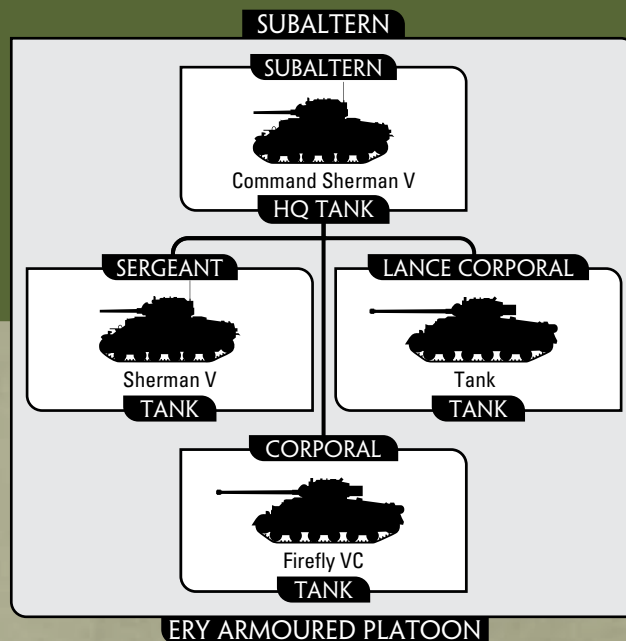 SUBALTERN
SUBALTERN
Command Sherman V
HQ TANK
SERGEANT
Sherman V
TANK
LANCE CORPORAL
Tank
TANK
CORPORAL
Firefly VC
TANK
ERY ARMOURED PLATOON